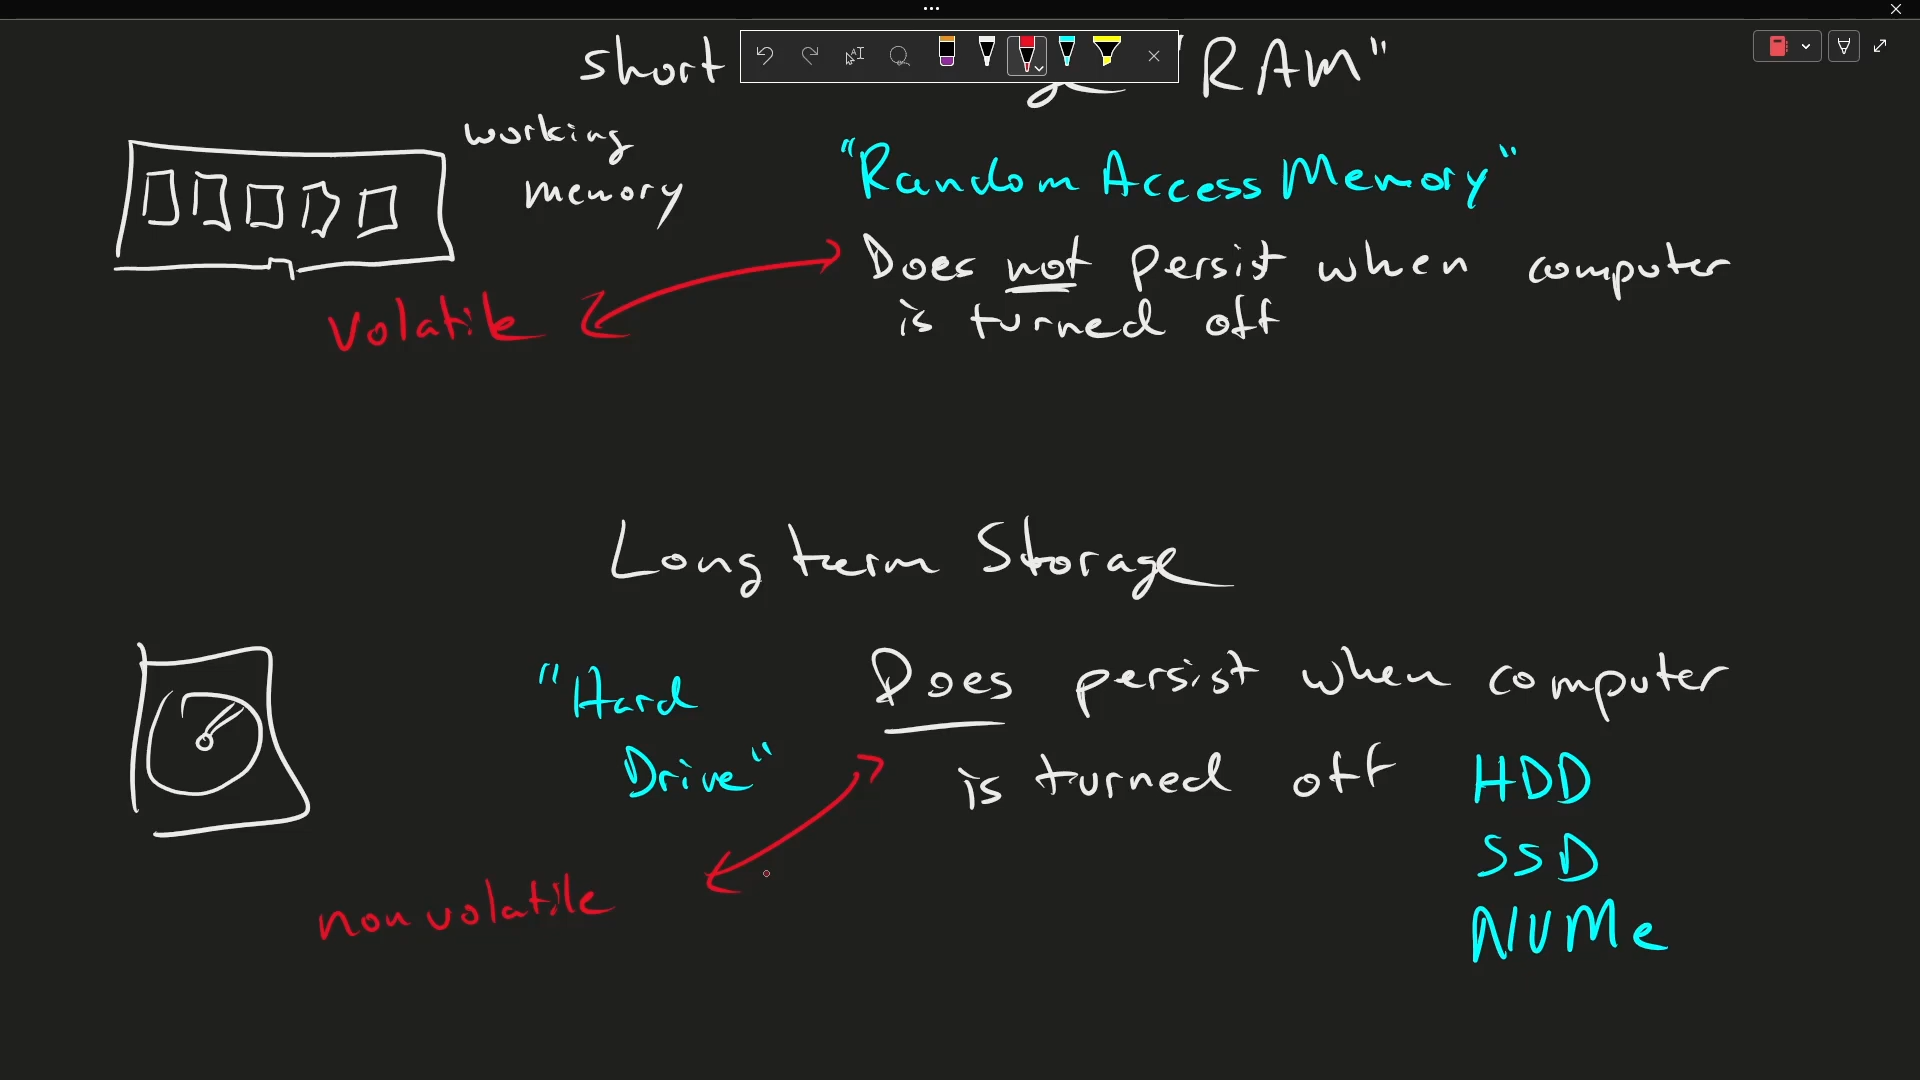 short "RAM"
working
memory
"Random Access Memory"
Does not persist when computer
is turned off
volatile
Long term Storage
"Hard
Drive"
Does persist when computer
is turned off
HDD
SSD
NVMe
non volatile